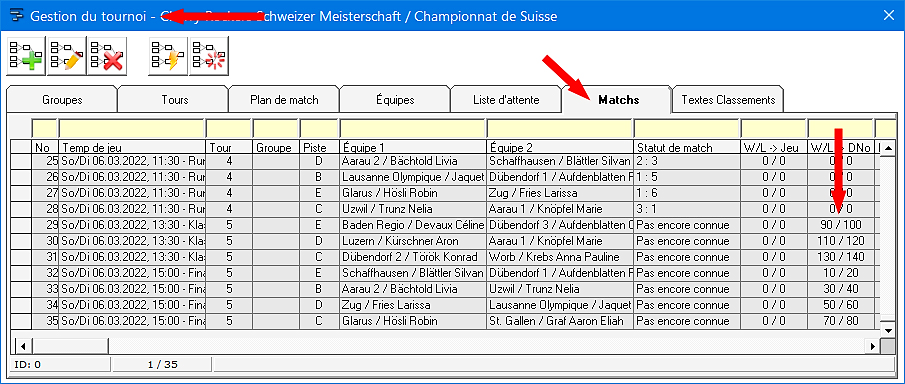 Gestion du tournoi - Cherry Rockers Schweizer Meisterschaft / Championnat de Suisse
Groupes Tours Plan de match Équipes Liste d'attente Matchs Textes Classements
No Temp de jeu Tour Groupe Piste Équipe 1 Équipe 2 Statut de match W/L -> Jeu W/L -> DNo
25 So/Di 06.03.2022, 11:30 - Run 4 D Aarau 2 / Bächtold Livia Schaffhausen / Blättler Silvan 2 : 3 0 / 0 0 / 0
26 So/Di 06.03.2022, 11:30 - Run 4 B Lausanne Olympique / Jaquet Dübendorf 1 / Aufdenblatten F 1 : 5 0 / 0 0 / 0
27 So/Di 06.03.2022, 11:30 - Run 4 E Glarus / Hösli Robin Zug / Fries Larissa 1 : 6 0 / 0 0 / 0
28 So/Di 06.03.2022, 11:30 - Run 4 C Uzwil / Trunz Nelia Aarau 1 / Knöpfel Marie 3 : 1 0 / 0 0 / 0
29 So/Di 06.03.2022, 13:30 - Klas 5 E Baden Regio / Devaux Céline Dübendorf 3 / Aufdenblatten C Pas encore connue 0 / 0 90 / 100
30 So/Di 06.03.2022, 13:30 - Klas 5 D Luzern / Kürschner Aron Aarau 1 / Knöpfel Marie Pas encore connue 0 / 0 110 / 120
31 So/Di 06.03.2022, 13:30 - Klas 5 C Dübendorf 2 / Török Konrad Worb / Krebs Anna Pauline Pas encore connue 0 / 0 130 / 140
32 So/Di 06.03.2022, 15:00 - Fina 5 E Schaffhausen / Blättler Silvan Dübendorf 1 / Aufdenblatten F Pas encore connue 0 / 0 10 / 20
33 So/Di 06.03.2022, 15:00 - Fina 5 B Aarau 2 / Bächtold Livia Uzwil / Trunz Nelia Pas encore connue 0 / 0 30 / 40
34 So/Di 06.03.2022, 15:00 - Fina 5 D Zug / Fries Larissa Lausanne Olympique / Jaquet Pas encore connue 0 / 0 50 / 60
35 So/Di 06.03.2022, 15:00 - Fina 5 C Glarus / Hösli Robin St. Gallen / Graf Aaron Eliah Pas encore connue 0 / 0 70 / 80
ID: 0 1 / 35